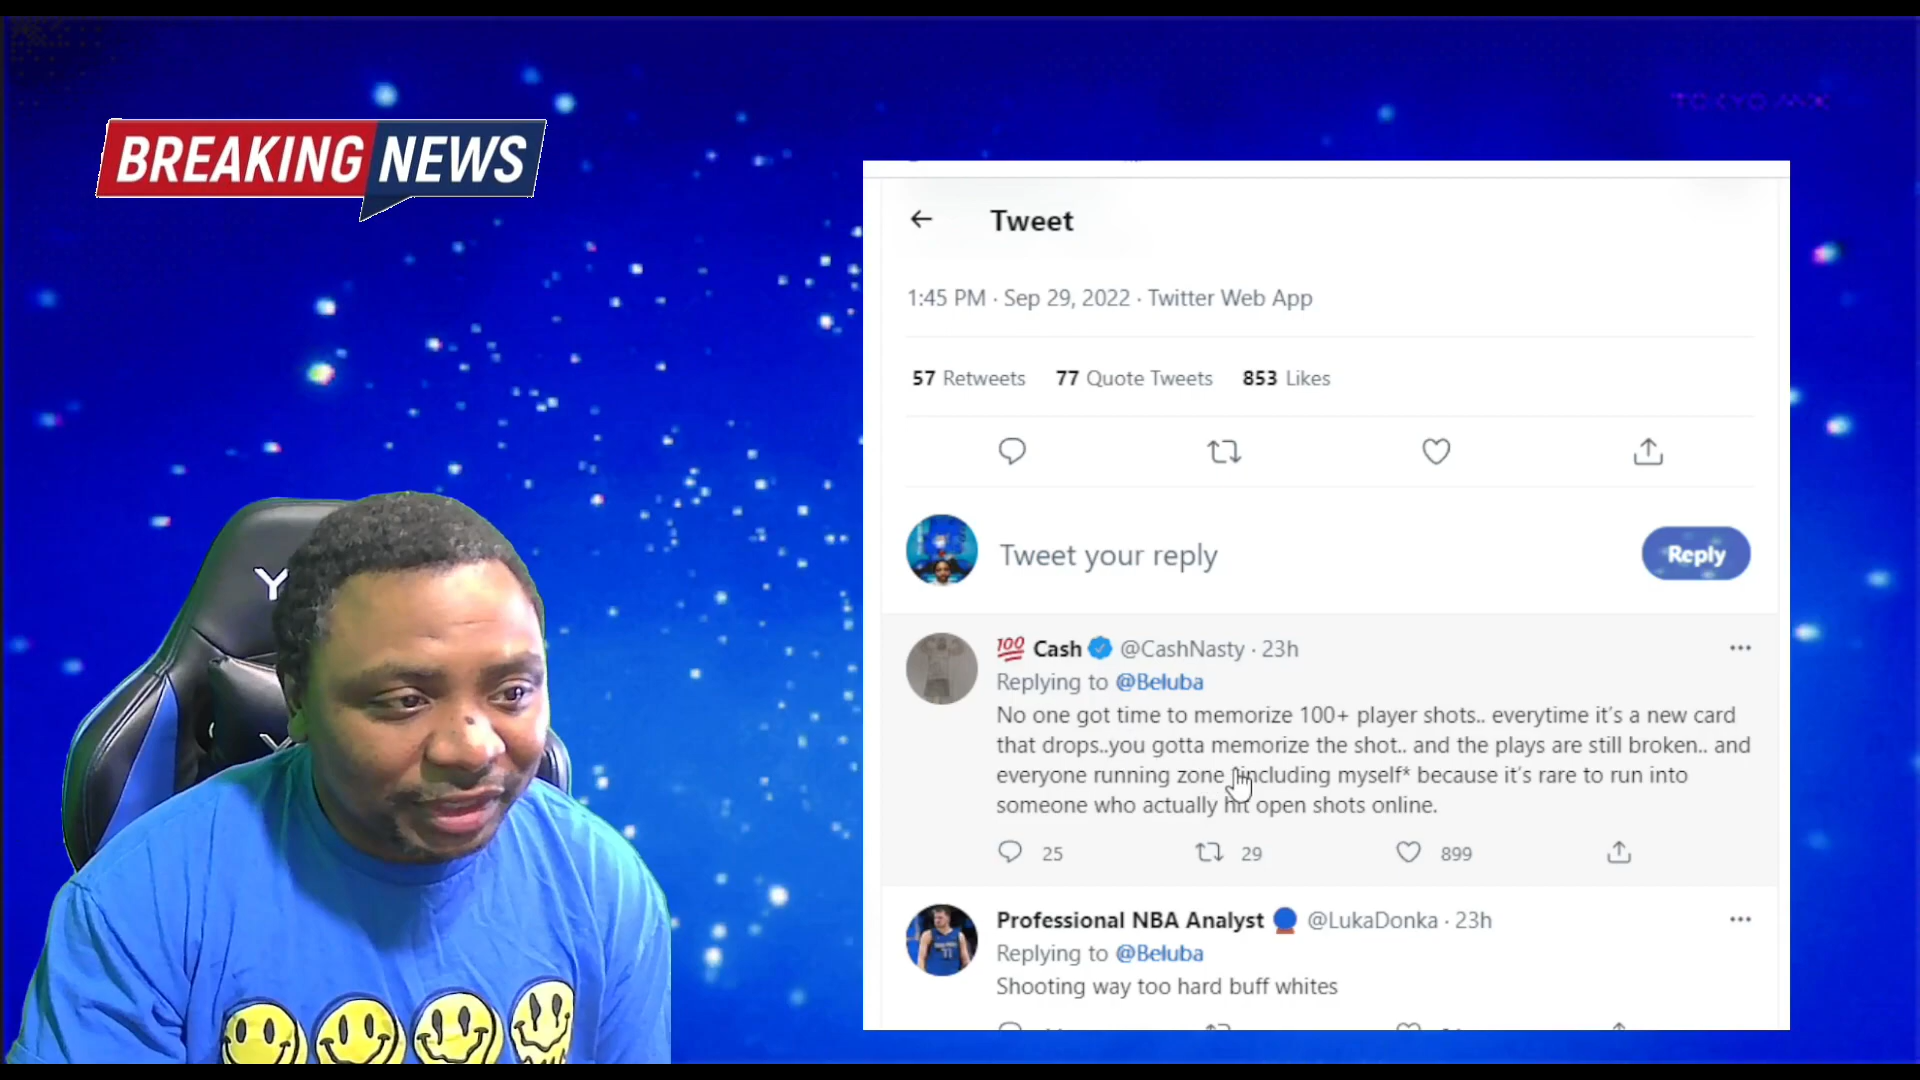 TOKYO MX
BREAKING NEWS
Tweet
1:45 PM · Sep 29, 2022 · Twitter Web App
57 Retweets 77 Quote Tweets 853 Likes
Tweet your reply
Reply
💯 Cash @CashNasty · 23h
Replying to @Beluba
No one got time to memorize 100+ player shots.. everytime it's a new card
that drops..you gotta memorize the shot.. and the plays are still broken.. and
everyone running zone *including myself* because it's rare to run into
someone who actually hit open shots online.
25 29 899
Professional NBA Analyst @LukaDonka · 23h
Replying to @Beluba
Shooting way too hard buff whites
Y